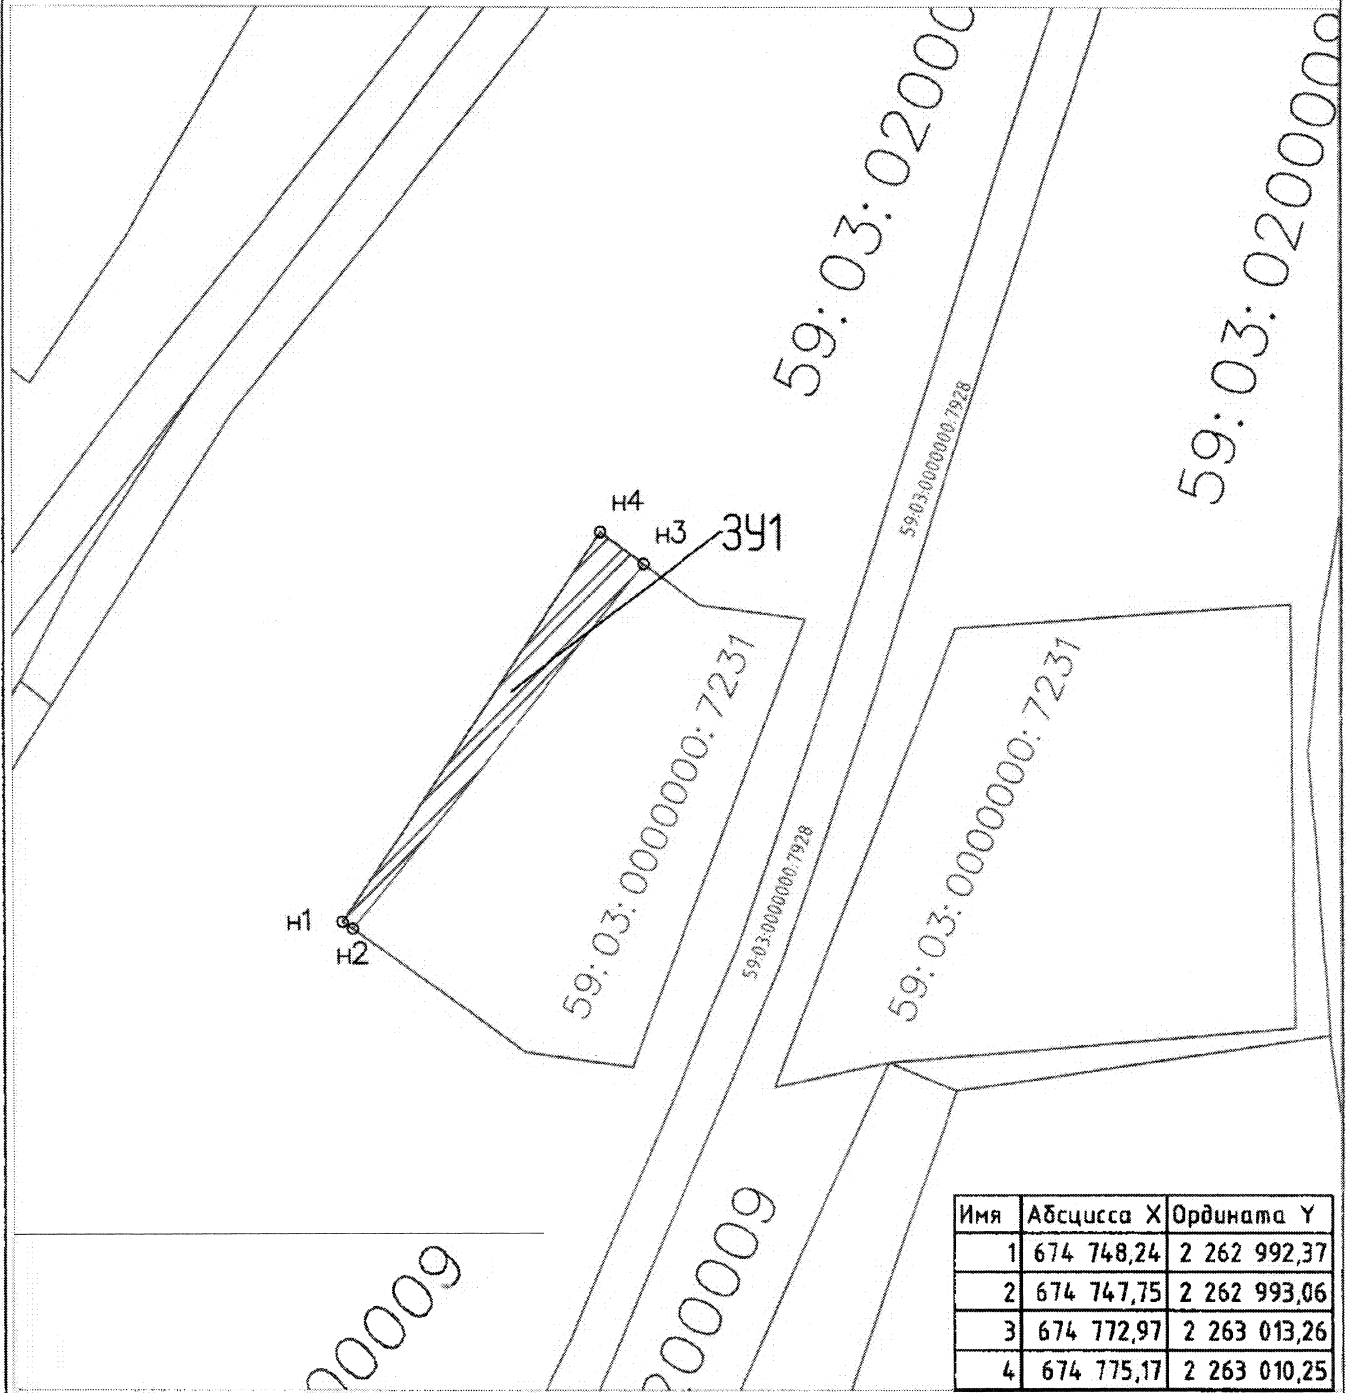 59:03:02000
59:03:0200009
59:03:0000000:7928
н4
н3
ЗУ1
59:03:0000000:7231
59:03:0000000:7231
59:03:0000000:7928
н1
н2
Имя Абсцисса X Ордината Y
1 674 748,24 2 262 992,37
2 674 747,75 2 262 993,06
3 674 772,97 2 263 013,26
4 674 775,17 2 263 010,25
00009
200009